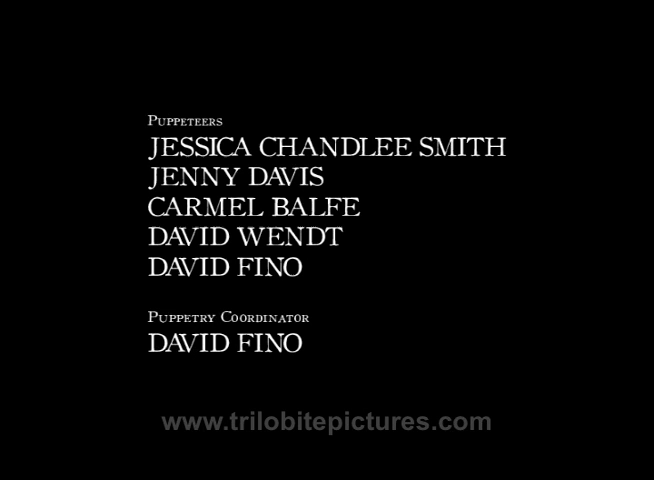 Puppeteers
JESSICA CHANDLEE SMITH
JENNY DAVIS
CARMEL BALFE
DAVID WENDT
DAVID FINO
Puppetry Coordinator
DAVID FINO
www.trilobitepictures.com